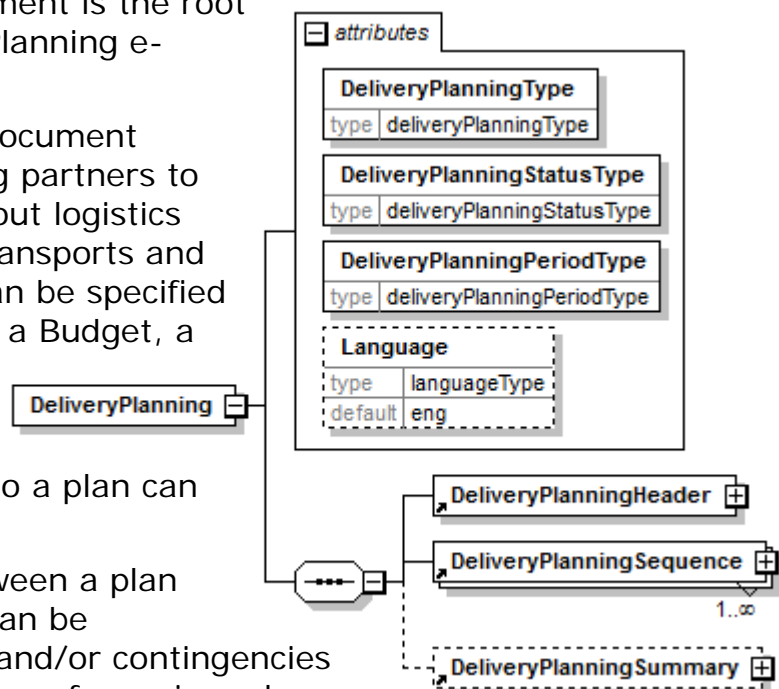 ment is the root
Planning e-
ocument
g partners to
out logistics
ansports and
an be specified
a Budget, a
o a plan can
ween a plan
an be
and/or contingencies
attributes
DeliveryPlanningType
type deliveryPlanningType
DeliveryPlanningStatusType
type deliveryPlanningStatusType
DeliveryPlanningPeriodType
type deliveryPlanningPeriodType
Language
type languageType
default eng
DeliveryPlanning
DeliveryPlanningHeader
DeliveryPlanningSequence
1..∞
DeliveryPlanningSummary